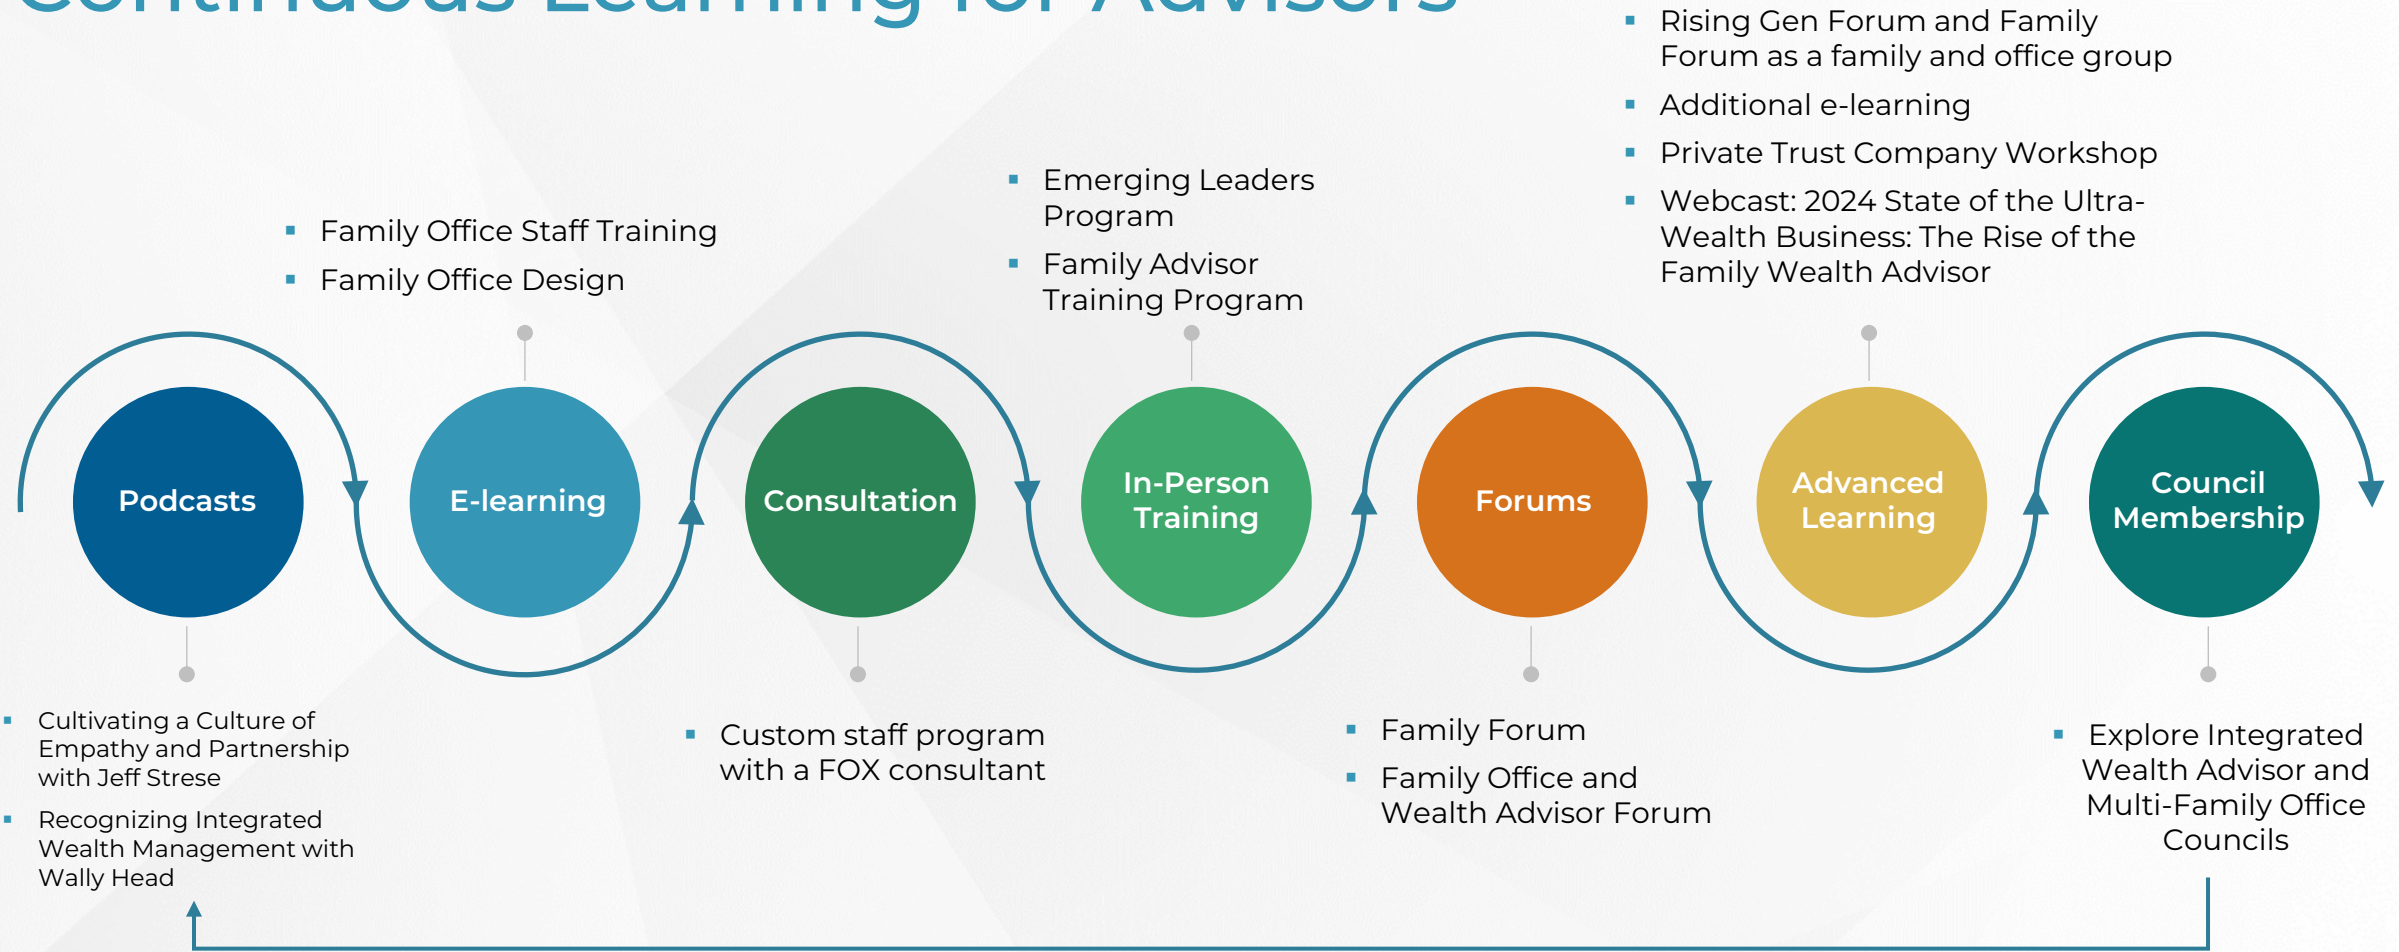 Continuous Learning for Advisors
Rising Gen Forum and Family
Forum as a family and office group
Additional e-learning
Private Trust Company Workshop
Webcast: 2024 State of the Ultra-
Wealth Business: The Rise of the
Family Wealth Advisor
Emerging Leaders
Program
Family Advisor
Training Program
Family Office Staff Training
Family Office Design
Podcasts
E-learning
Consultation
In-Person
Training
Forums
Advanced
Learning
Council
Membership
Cultivating a Culture of
Empathy and Partnership
with Jeff Strese
Recognizing Integrated
Wealth Management with
Wally Head
Custom staff program
with a FOX consultant
Family Forum
Family Office and
Wealth Advisor Forum
Explore Integrated
Wealth Advisor and
Multi-Family Office
Councils